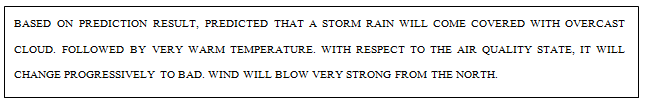 BASED ON PREDICTION RESULT, PREDICTED THAT A STORM RAIN WILL COME COVERED WITH OVERCAST
CLOUD. FOLLOWED BY VERY WARM TEMPERATURE. WITH RESPECT TO THE AIR QUALITY STATE, IT WILL
CHANGE PROGRESSIVELY TO BAD. WIND WILL BLOW VERY STRONG FROM THE NORTH.